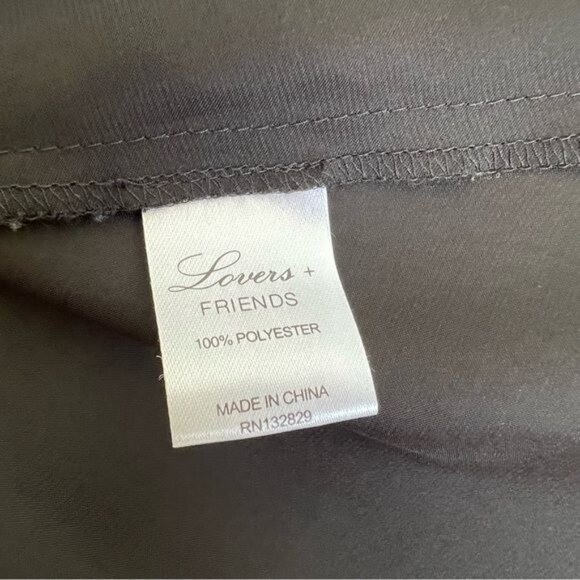 Lovers +
FRIENDS
100% POLYESTER
MADE IN CHINA
RN132829